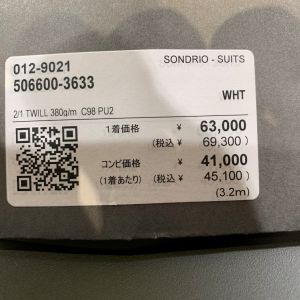 SONDRIO - SUITS
012-9021
506600-3633
WHT
2/1 TWILL 380g/m C98 PU2
1着価格 ¥ 63,000
(税込 ¥ 69,300)
コンビ価格 ¥ 41,000
(1着あたり) (税込 ¥ 45,100)
(3.2m)